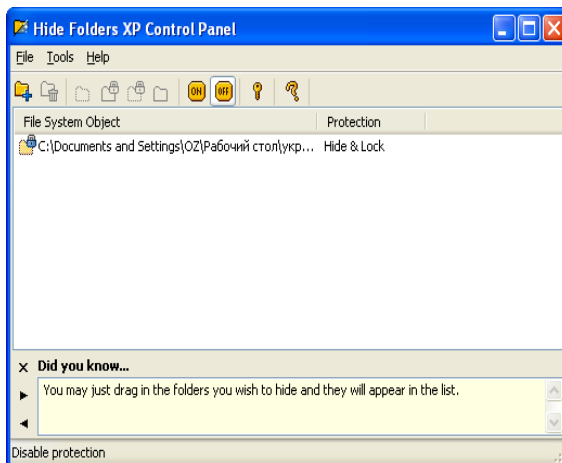 Hide Folders XP Control Panel
File Tools Help
ON OFF
File System Object Protection
C:\Documents and Settings\OZ\Рабочий стол\укр... Hide & Lock
Did you know...
You may just drag in the folders you wish to hide and they will appear in the list.
Disable protection